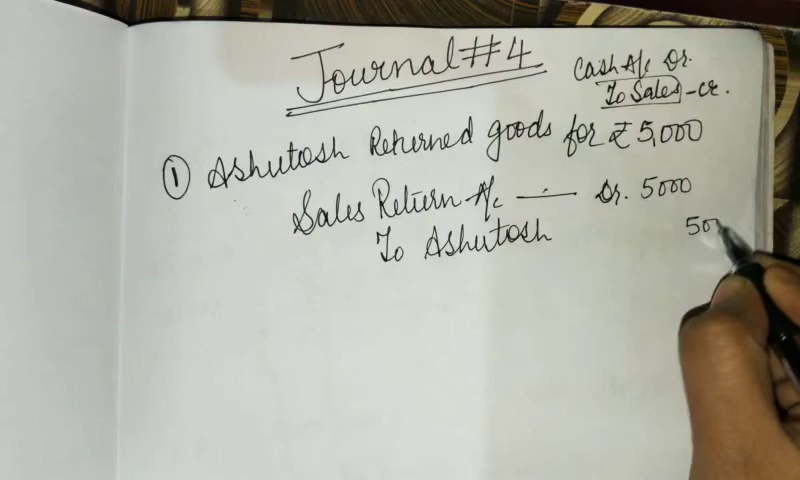 Journal #4
Cash A/c Dr.
To Sales - cr.
① Ashutosh Returned goods for ₹ 5,000
Sales Return A/c — Dr. 5000
To Ashutosh 500